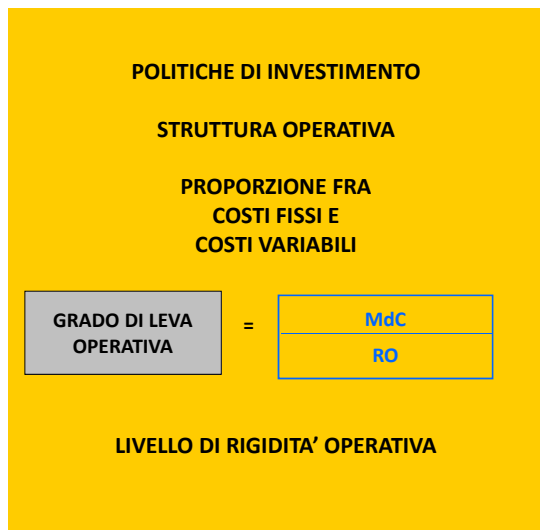 POLITICHE DI INVESTIMENTO
STRUTTURA OPERATIVA
PROPORZIONE FRA
COSTI FISSI E
COSTI VARIABILI
GRADO DI LEVA
OPERATIVA
=
MdC
RO
LIVELLO DI RIGIDITA’ OPERATIVA